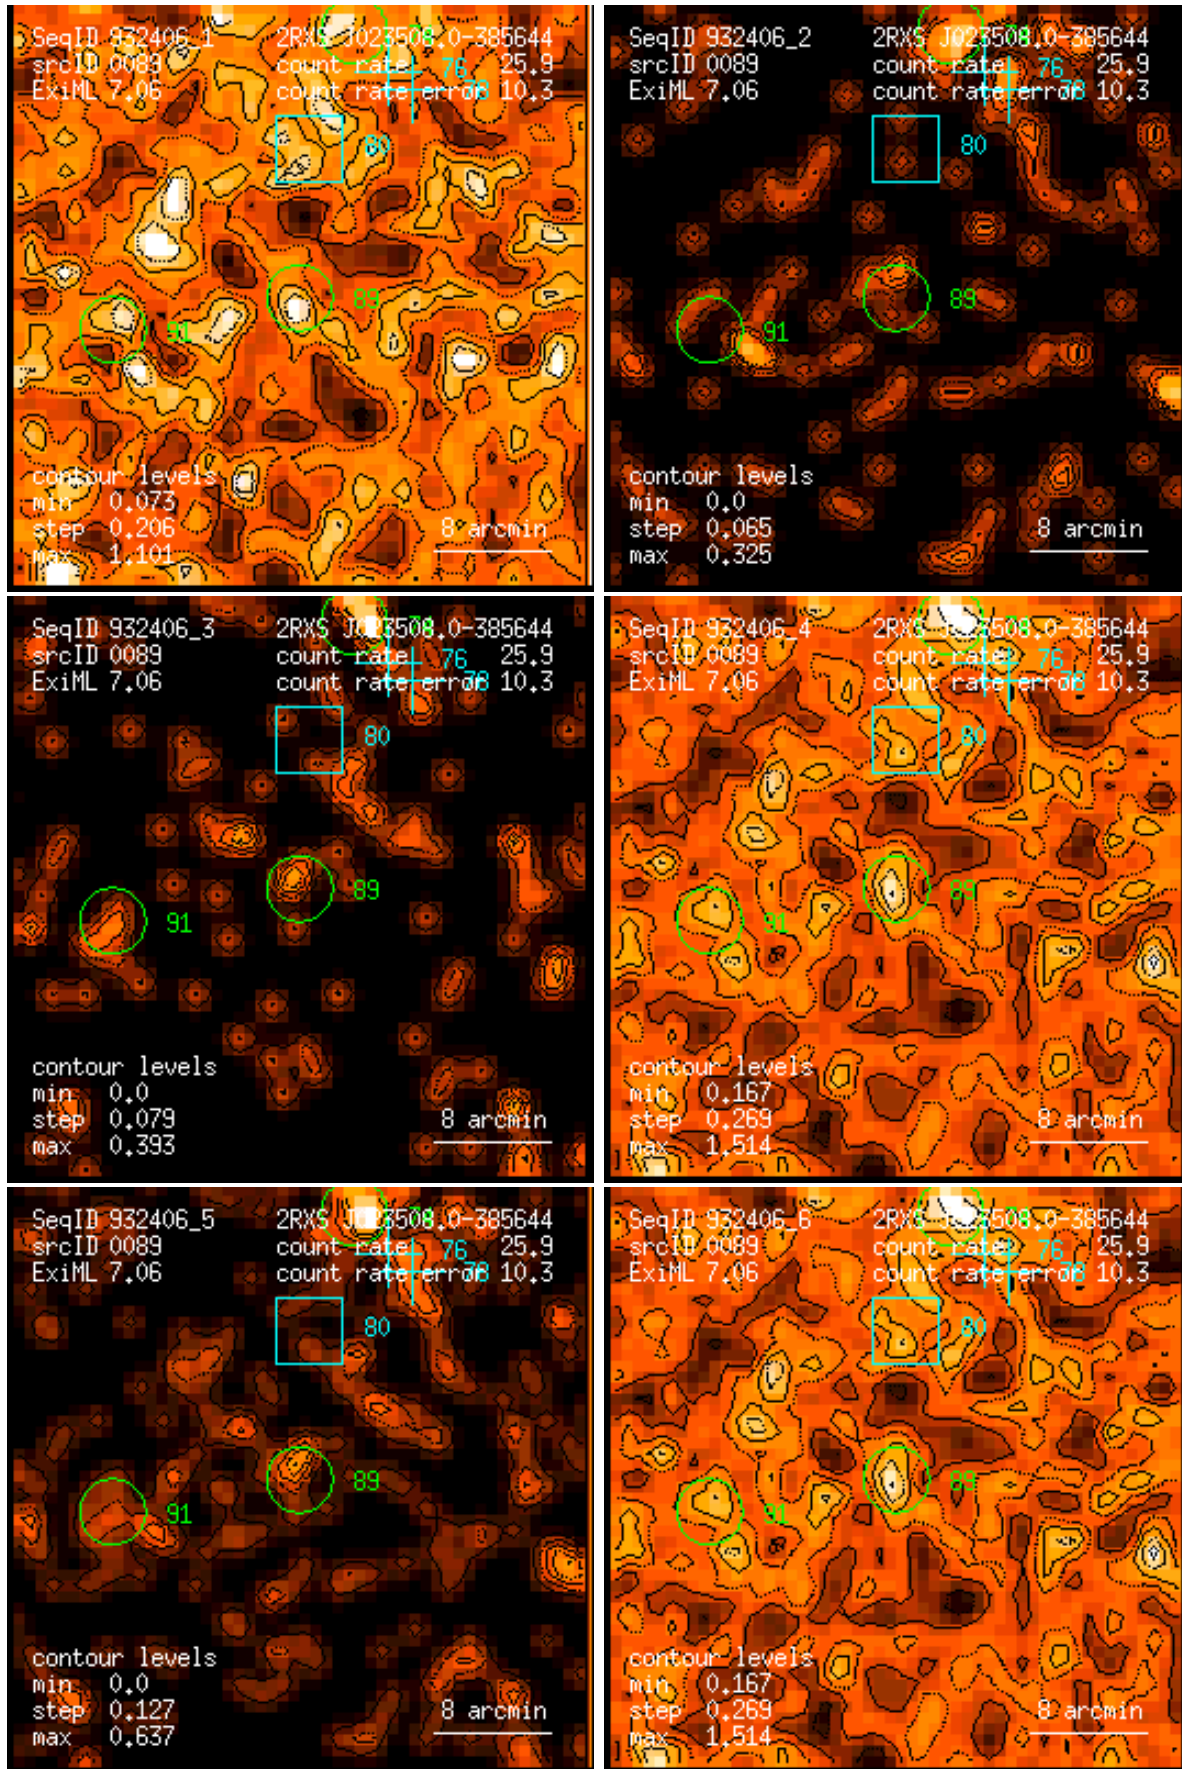 SeqID 932406_1 2RXS J023508.0-385644
srcID 0089 count rate 76 25.9
ExiML 7.06 count rate error 78 10.3
80
89
91
contour levels
min 0.073
step 0.206 8 arcmin
max 1.101
SeqID 932406_2 2RXS J023508.0-385644
srcID 0089 count rate 76 25.9
ExiML 7.06 count rate error 78 10.3
80
89
91
contour levels
min 0.0
step 0.065 8 arcmin
max 0.325
SeqID 932406_3 2RXS J023508.0-385644
srcID 0089 count rate 76 25.9
ExiML 7.06 count rate error 78 10.3
80
89
91
contour levels
min 0.0
step 0.079 8 arcmin
max 0.393
SeqID 932406_4 2RXS J023508.0-385644
srcID 0089 count rate 76 25.9
ExiML 7.06 count rate error 78 10.3
80
89
91
contour levels
min 0.167
step 0.269 8 arcmin
max 1.514
SeqID 932406_5 2RXS J023508.0-385644
srcID 0089 count rate 76 25.9
ExiML 7.06 count rate error 78 10.3
80
89
91
contour levels
min 0.0
step 0.127 8 arcmin
max 0.637
SeqID 932406_6 2RXS J023508.0-385644
srcID 0089 count rate 76 25.9
ExiML 7.06 count rate error 78 10.3
80
89
91
contour levels
min 0.167
step 0.269 8 arcmin
max 1.514